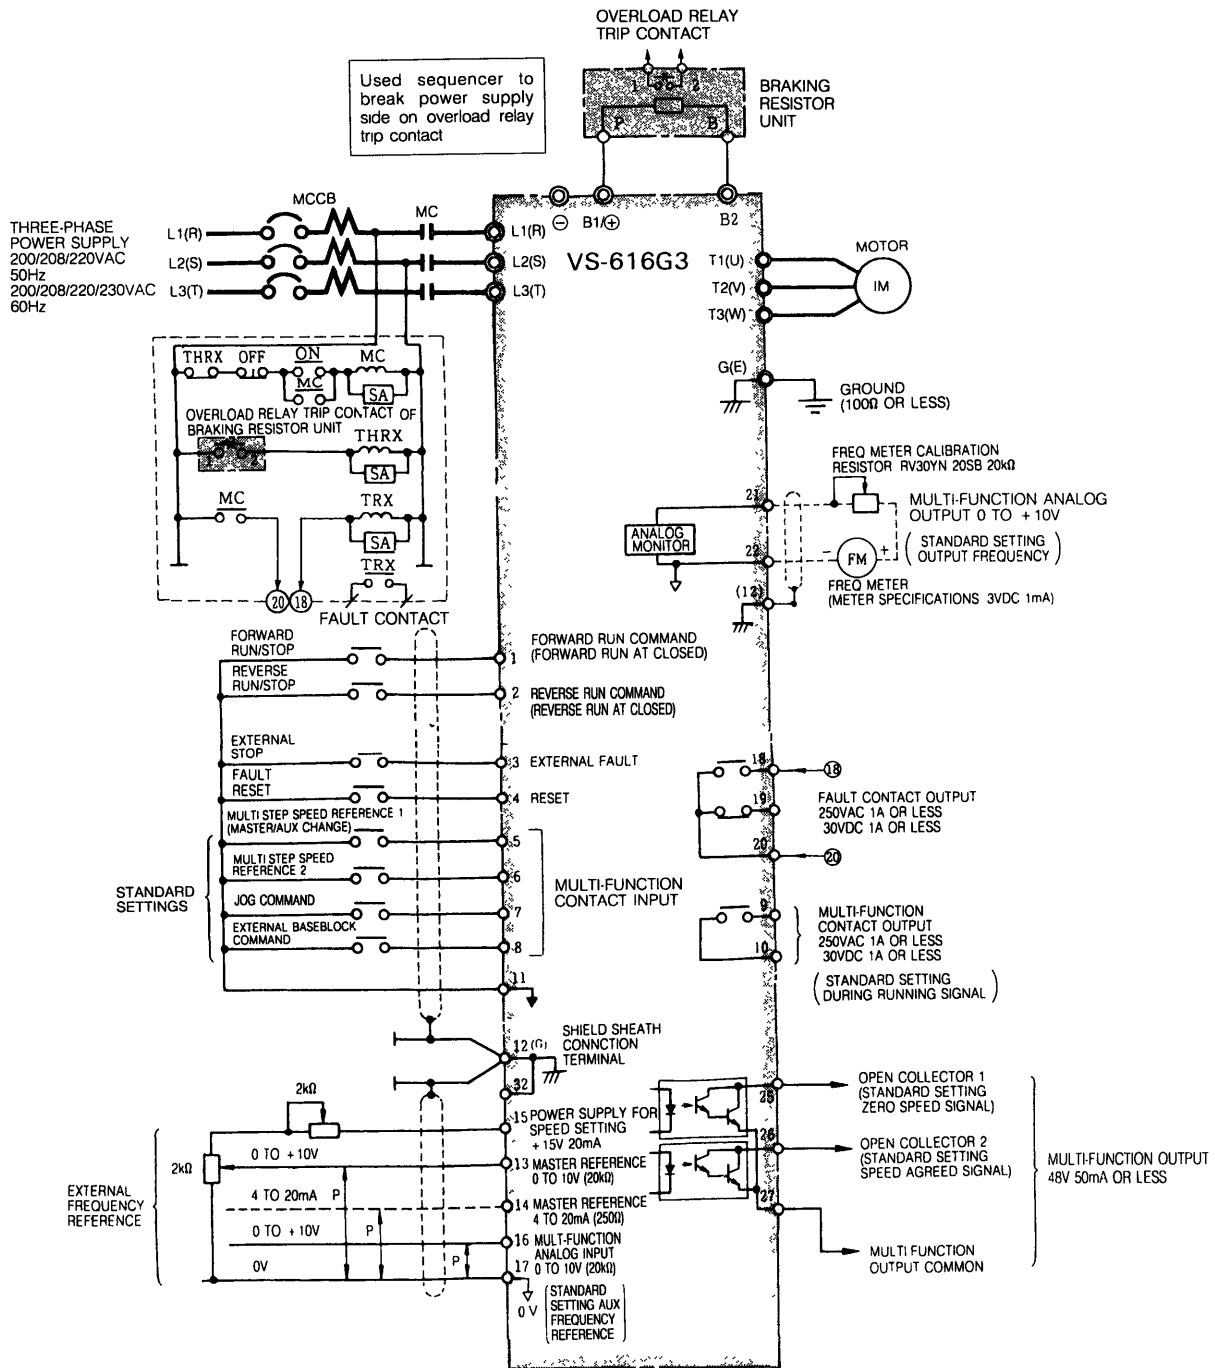 OVERLOAD RELAY
TRIP CONTACT
Used sequencer to
break power supply
side on overload relay
trip contact
1 2
P B
BRAKING
RESISTOR
UNIT
MCCB
MC
⊖ B1/⊕ B2
THREE-PHASE
POWER SUPPLY
200/208/220VAC
50Hz
200/208/220/230VAC
60Hz
L1(R)
L2(S)
L3(T)
L1(R)
L2(S)
L3(T)
VS-616G3
T1(U)
T2(V)
T3(W)
MOTOR
IM
G(E)
GROUND
(100Ω OR LESS)
THRX OFF ON MC
MC
SA
OVERLOAD RELAY TRIP CONTACT OF
BRAKING RESISTOR UNIT
1 2
THRX
SA
MC
TRX
SA
TRX
20 18
FAULT CONTACT
FREQ METER CALIBRATION
RESISTOR RV30YN 20SB 20kΩ
21
MULTI-FUNCTION ANALOG
OUTPUT 0 TO +10V
(STANDARD SETTING
OUTPUT FREQUENCY)
ANALOG
MONITOR
22
− FM +
FREQ METER
(METER SPECIFICATIONS 3VDC 1mA)
(12)
FORWARD
RUN/STOP
1
FORWARD RUN COMMAND
(FORWARD RUN AT CLOSED)
REVERSE
RUN/STOP
2 REVERSE RUN COMMAND
(REVERSE RUN AT CLOSED)
EXTERNAL
STOP
3 EXTERNAL FAULT
FAULT
RESET
4 RESET
MULTI STEP SPEED REFERENCE 1
(MASTER/AUX CHANGE)
5
MULTI STEP SPEED
REFERENCE 2
6
JOG COMMAND
7
EXTERNAL BASEBLOCK
COMMAND
8
STANDARD
SETTINGS
MULTI-FUNCTION
CONTACT INPUT
11
18 18
19
20 20
FAULT CONTACT OUTPUT
250VAC 1A OR LESS
30VDC 1A OR LESS
9
10
MULTI-FUNCTION
CONTACT OUTPUT
250VAC 1A OR LESS
30VDC 1A OR LESS
(STANDARD SETTING
DURING RUNNING SIGNAL)
12 (G)
SHIELD SHEATH
CONNCTION
TERMINAL
32
2kΩ
15 POWER SUPPLY FOR
SPEED SETTING
+15V 20mA
2kΩ
0 TO +10V
13 MASTER REFERENCE
0 TO 10V (20kΩ)
EXTERNAL
FREQUENCY
REFERENCE
4 TO 20mA P
14 MASTER REFERENCE
4 TO 20mA (250Ω)
0 TO +10V P
16 MULT-FUNCTION
ANALOG INPUT
0 TO 10V (20kΩ)
0V P
17
0V
(STANDARD
SETTING AUX
FREQUENCY
REFERENCE)
25
OPEN COLLECTOR 1
(STANDARD SETTING
ZERO SPEED SIGNAL)
26
OPEN COLLECTOR 2
(STANDARD SETTING
SPEED AGREED SIGNAL)
27
MULTI-FUNCTION OUTPUT
48V 50mA OR LESS
MULTI FUNCTION
OUTPUT COMMON